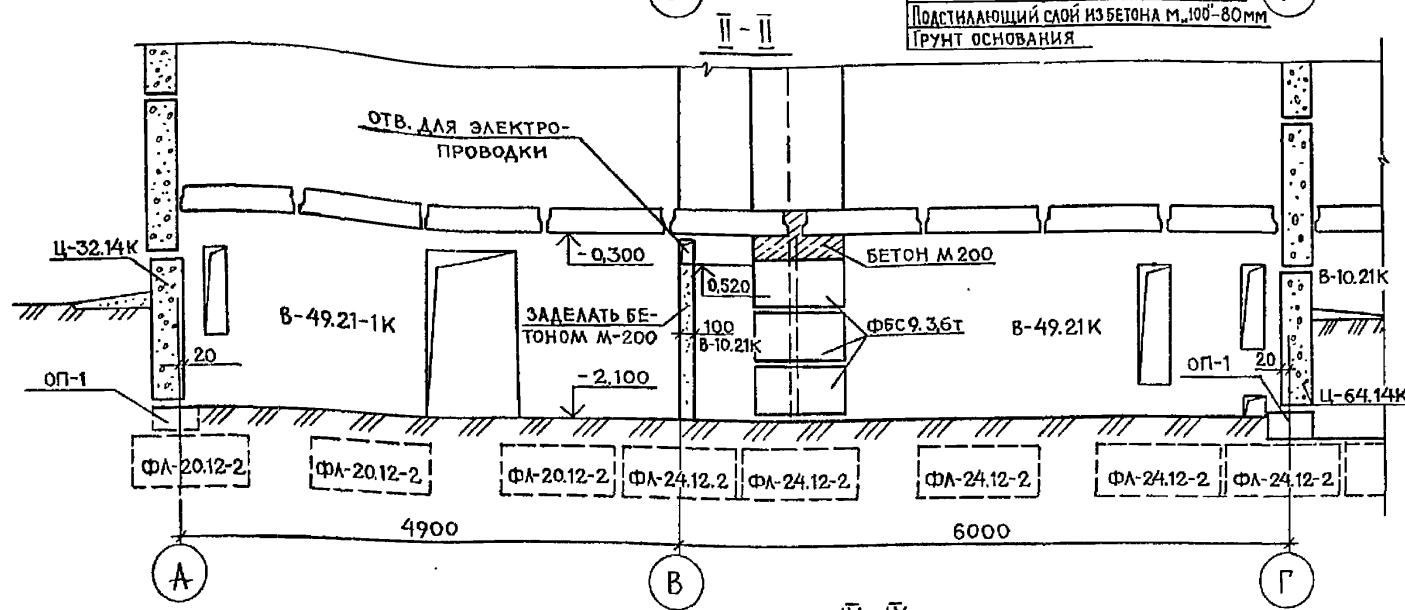 ПОДСТИЛАЮЩИЙ СЛОЙ ИЗ БЕТОНА М„100"-80ММ
ГРУНТ ОСНОВАНИЯ
II - II
ОТВ. ДЛЯ ЭЛЕКТРО-
ПРОВОДКИ
Ц-32.14К
-0,300
БЕТОН М 200
0,520
В-10.21К
В-49.21-1К
ЗАДЕЛАТЬ БЕ-
ТОНОМ М-200
100
В-10.21К
ФБС 9.3.6Т
В-49.21К
20
20
ОП-1
ОП-1
-2,100
Ц-64.14К
ФЛ-20.12-2
ФЛ-20.12-2
ФЛ-20.12-2
ФЛ-24.12.2
ФЛ-24.12-2
ФЛ-24.12-2
ФЛ-24.12-2
ФЛ-24.12-2
4900
6000
А
В
Г